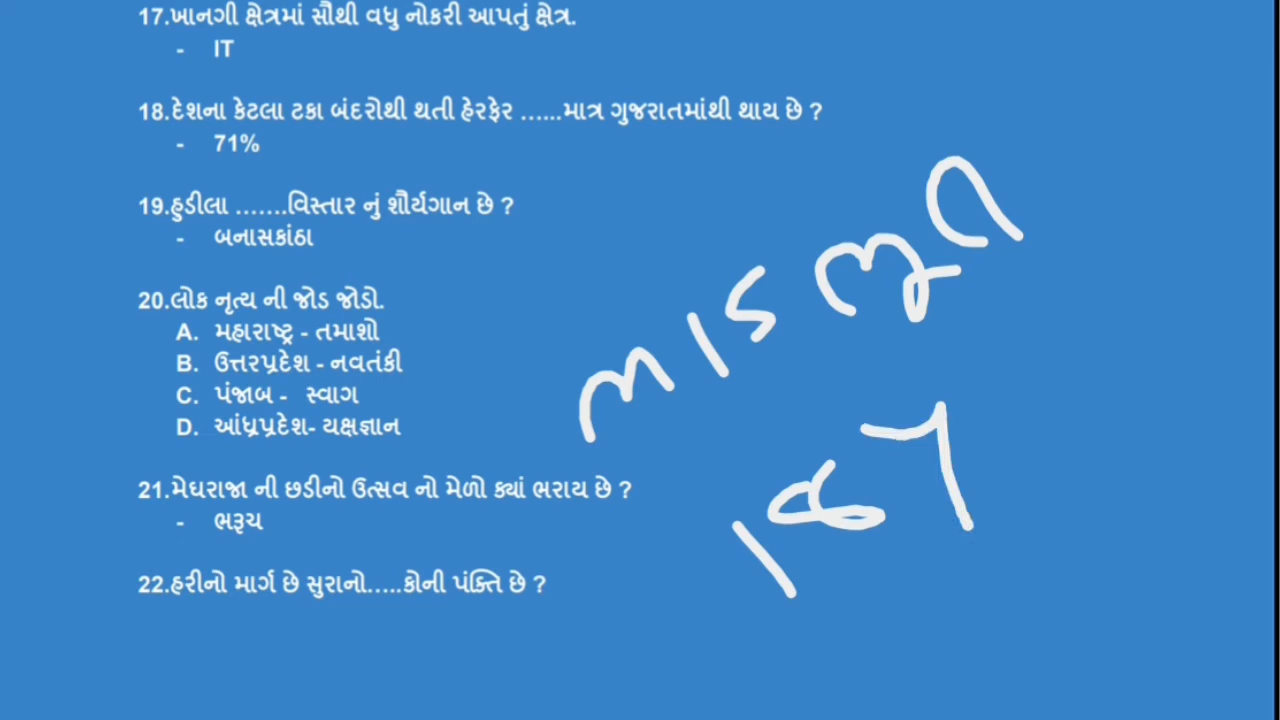 17.ખાનગી ક્ષેત્રમાં સૌથી વધુ નોકરી આપતું ક્ષેત્ર.
- IT
18.દેશના કેટલા ટકા બંદરોથી થતી હેરફેર ......માત્ર ગુજરાતમાંથી થાય છે ?
- 71%
19.હુડીલા .......વિસ્તાર નું શૌર્યગાન છે ?
- બનાસકાંઠા
20.લોક નૃત્ય ની જોડ જોડો.
A. મહારાષ્ટ્ર - તમાશો
B. ઉત્તરપ્રદેશ - નવતંકી
C. પંજાબ - સ્વાગ
D. આંધ્રપ્રદેશ- યક્ષજ્ઞાન
21.મેઘરાજા ની છડીનો ઉત્સવ નો મેળો ક્યાં ભરાય છે ?
- ભરૂચ
22.હરીનો માર્ગ છે સુરાનો.....કોની પંક્તિ છે ?